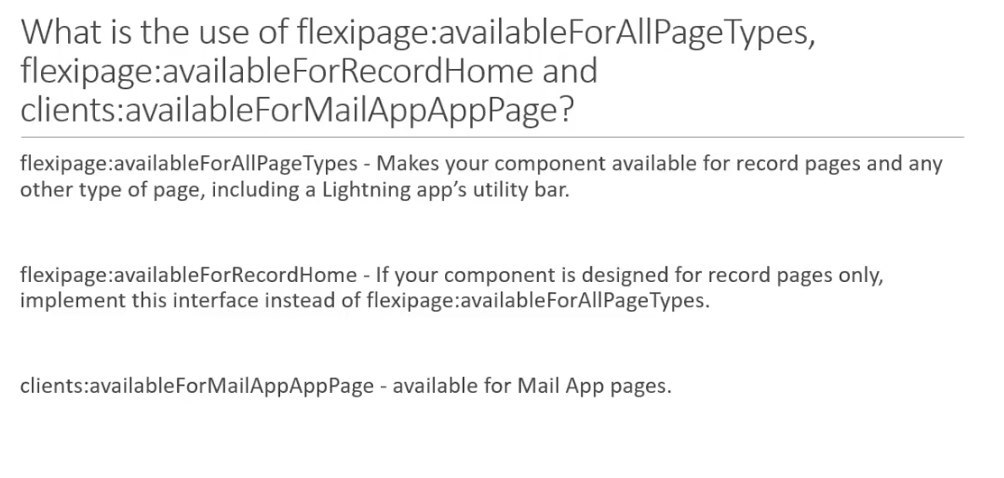 What is the use of flexipage:availableForAllPageTypes,
flexipage:availableForRecordHome and
clients:availableForMailAppAppPage?
flexipage:availableForAllPageTypes - Makes your component available for record pages and any
other type of page, including a Lightning app’s utility bar.
flexipage:availableForRecordHome - If your component is designed for record pages only,
implement this interface instead of flexipage:availableForAllPageTypes.
clients:availableForMailAppAppPage - available for Mail App pages.